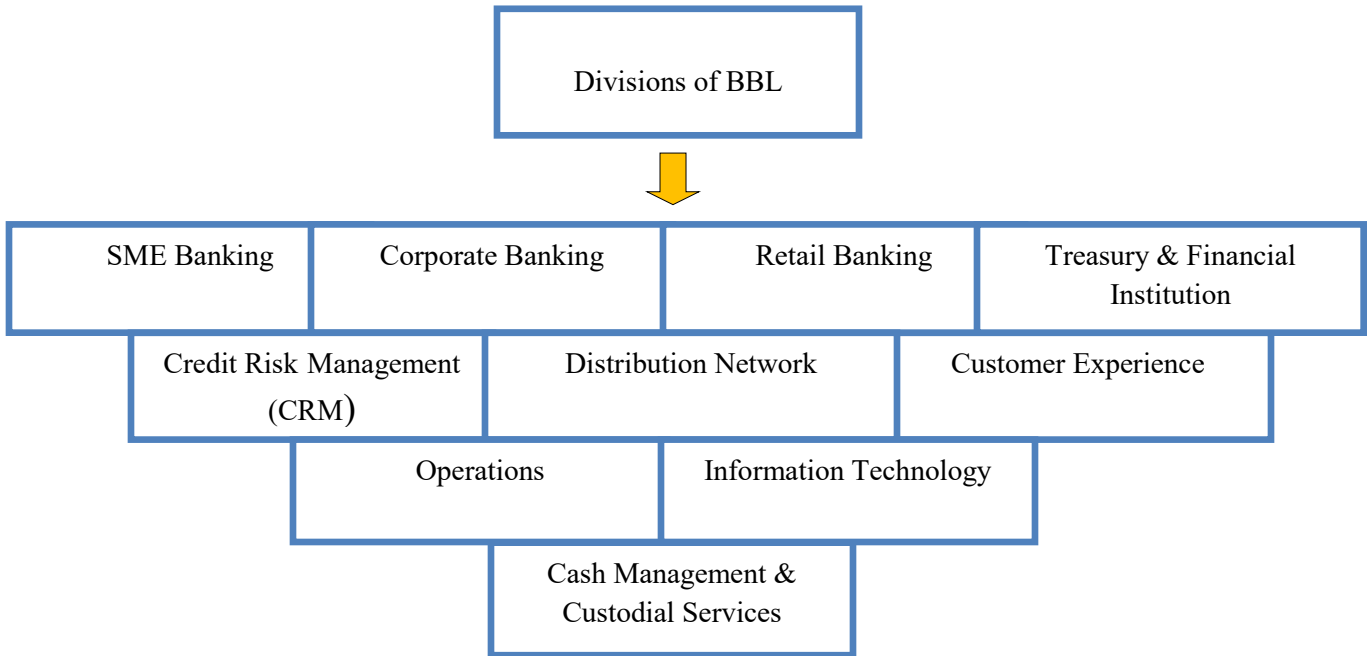 Divisions of BBL
SME Banking
Corporate Banking
Retail Banking
Treasury & Financial
Institution
Credit Risk Management
(CRM)
Distribution Network
Customer Experience
Operations
Information Technology
Cash Management &
Custodial Services